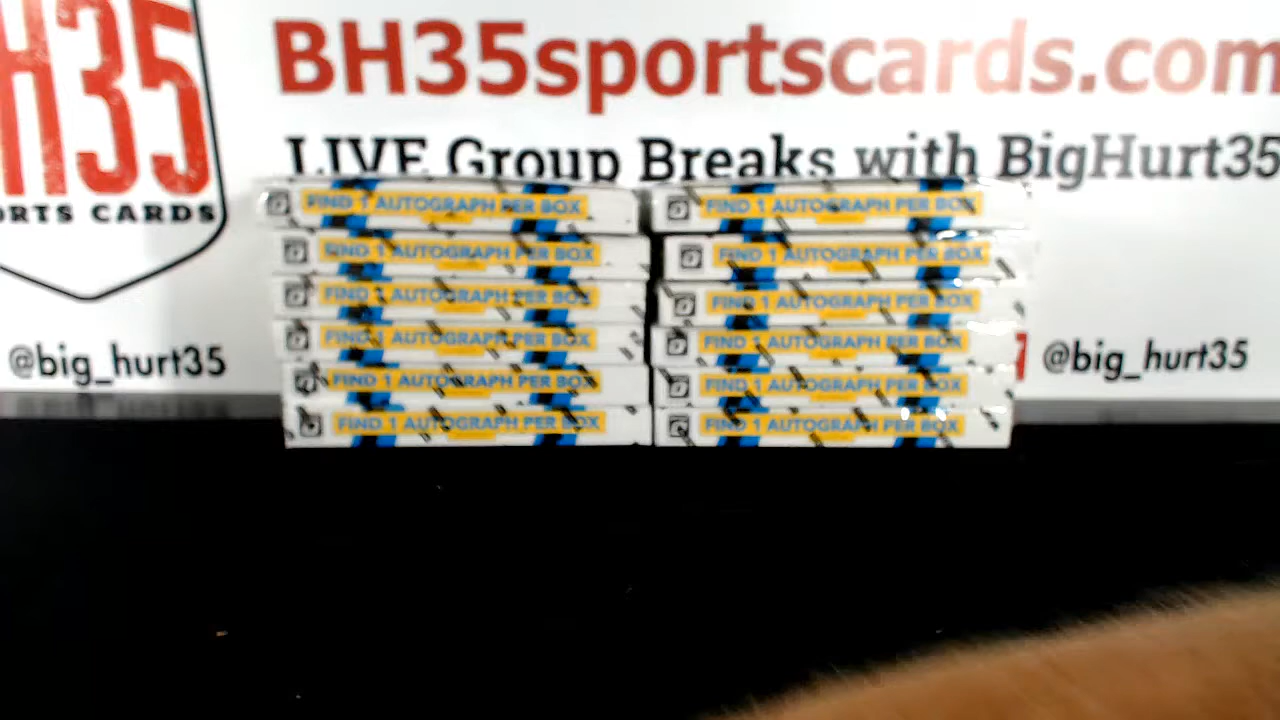 H35
ORTS CARDS
BH35sportscards.com
LIVE Group Breaks with BigHurt35
@big_hurt35
@big_hurt35
FIND 1 AUTOGRAPH PER BOX
FIND 1 AUTOGRAPH PER BOX
FIND 1 AUTOGRAPH PER BOX
FIND 1 AUTOGRAPH PER BOX
FIND 1 AUTOGRAPH PER BOX
FIND 1 AUTOGRAPH PER BOX
FIND 1 AUTOGRAPH PER BOX
FIND 1 AUTOGRAPH PER BOX
FIND 1 AUTOGRAPH PER BOX
FIND 1 AUTOGRAPH PER BOX
FIND 1 AUTOGRAPH PER BOX
FIND 1 AUTOGRAPH PER BOX